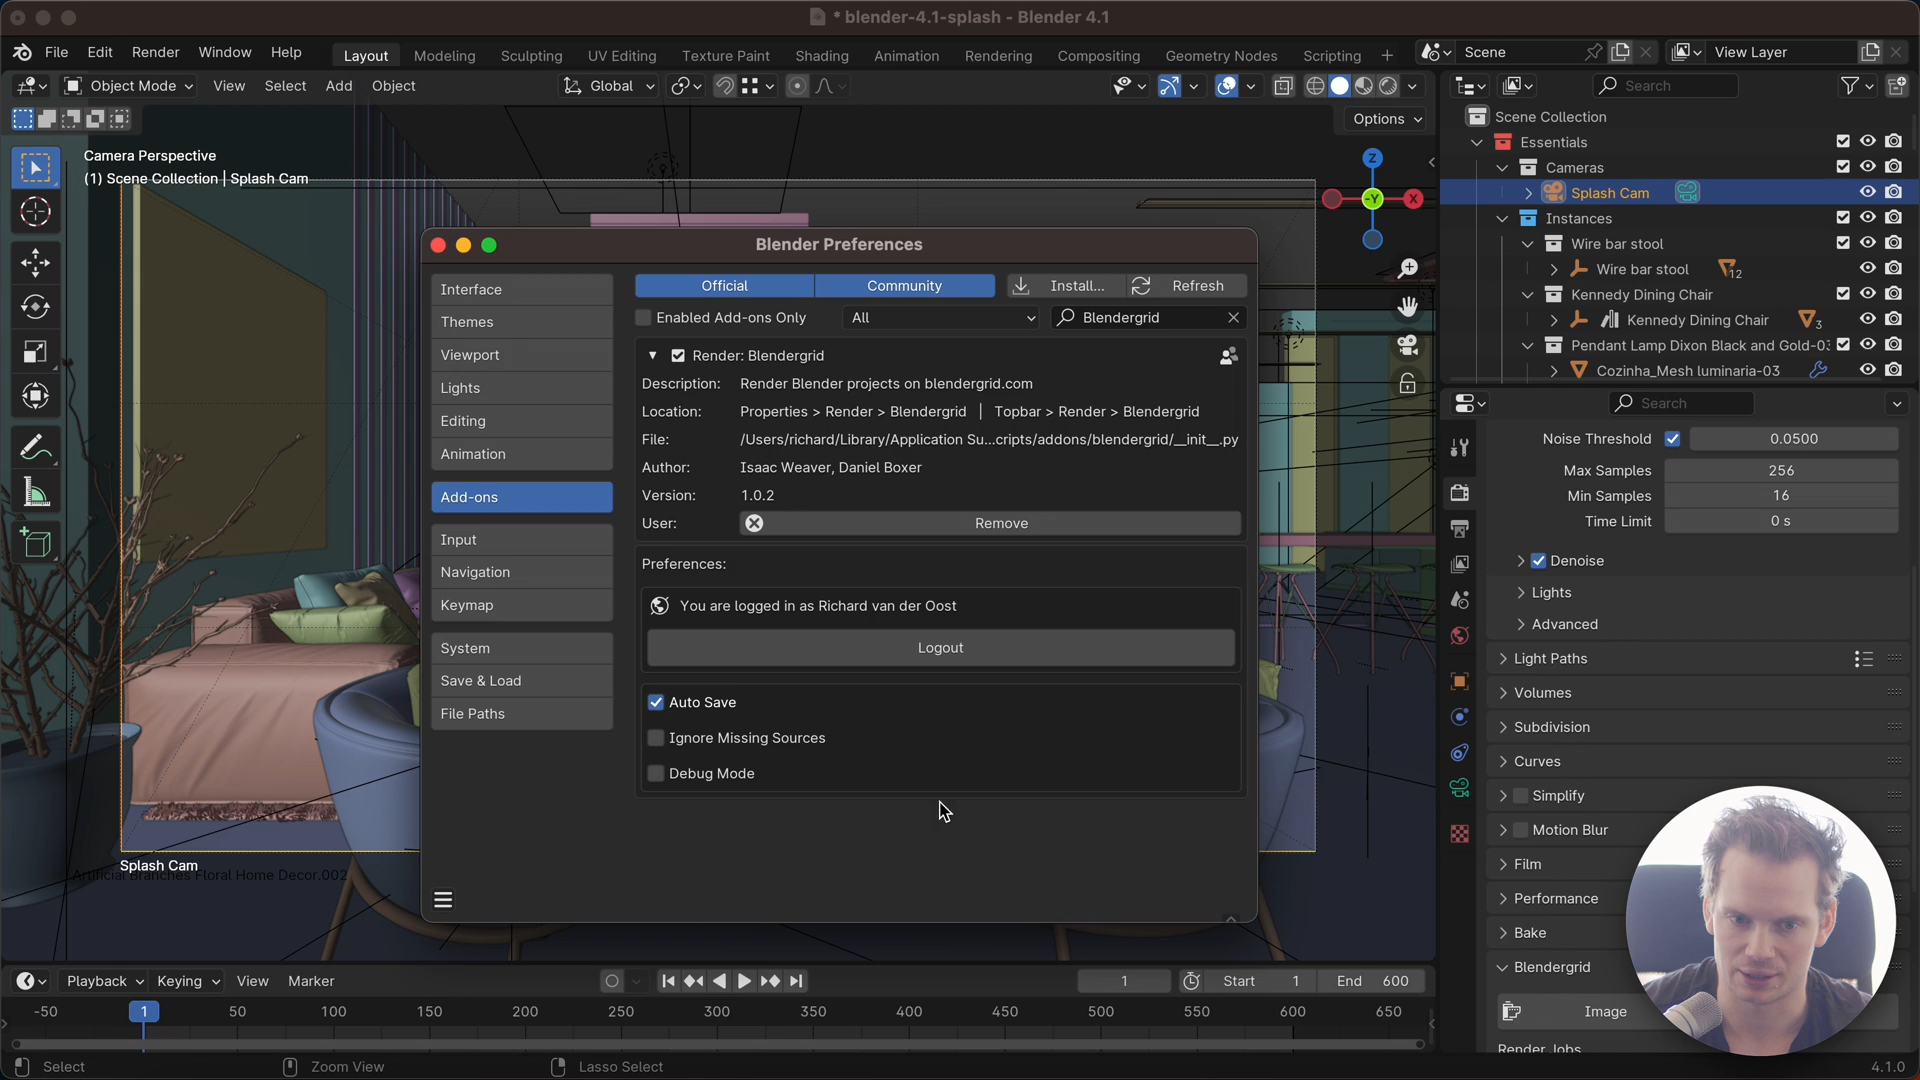 * blender-4.1-splash - Blender 4.1
File Edit Render Window Help
Layout Modeling Sculpting UV Editing Texture Paint Shading Animation Rendering Compositing Geometry Nodes Scripting +
Scene
View Layer
Object Mode View Select Add Object
Global
Search
Options
Camera Perspective
(1) Scene Collection | Splash Cam
Z
-Y
X
Scene Collection
Essentials
Cameras
Splash Cam
Instances
Wire bar stool
Wire bar stool 12
Kennedy Dining Chair
Kennedy Dining Chair 3
Pendant Lamp Dixon Black and Gold-03
Cozinha_Mesh luminaria-03
Blender Preferences
Interface
Themes
Viewport
Lights
Editing
Animation
Add-ons
Input
Navigation
Keymap
System
Save & Load
File Paths
Official Community Install... Refresh
Enabled Add-ons Only All Blendergrid
Render: Blendergrid
Description: Render Blender projects on blendergrid.com
Location: Properties > Render > Blendergrid | Topbar > Render > Blendergrid
File: /Users/richard/Library/Application Su...cripts/addons/blendergrid/__init__.py
Author: Isaac Weaver, Daniel Boxer
Version: 1.0.2
User: Remove
Preferences:
You are logged in as Richard van der Oost
Logout
Auto Save
Ignore Missing Sources
Debug Mode
Search
Noise Threshold 0.0500
Max Samples 256
Min Samples 16
Time Limit 0 s
Denoise
Lights
Advanced
Light Paths
Volumes
Subdivision
Curves
Simplify
Motion Blur
Film
Performance
Bake
Blendergrid
Image
Render Jobs
Splash Cam
Artificial Branches Floral Home Decor.002
Playback Keying View Marker
1
Start 1 End 600
-50 1 50 100 150 200 250 300 350 400 450 500 550 600 650
Select Zoom View Lasso Select
4.1.0